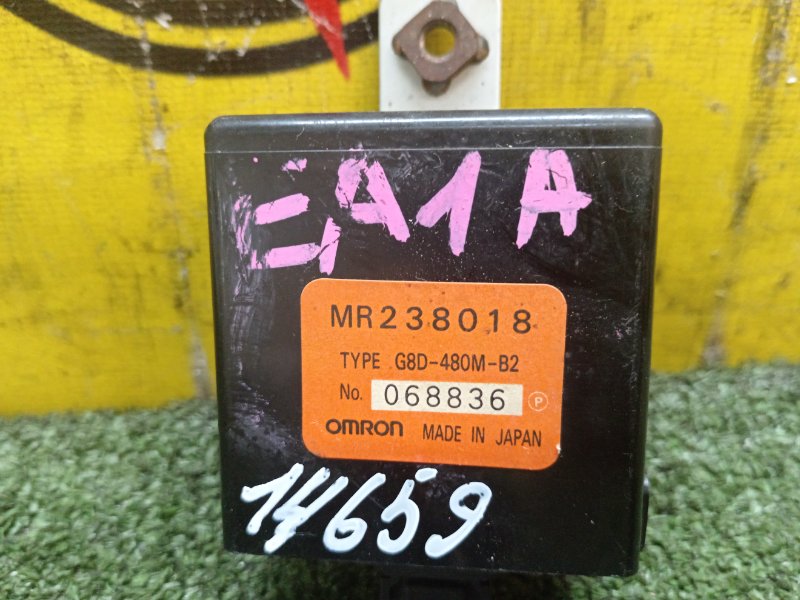 EA1A
MR238018
TYPE G8D-480M-B2
No. 068836 P
OMRON MADE IN JAPAN
14659